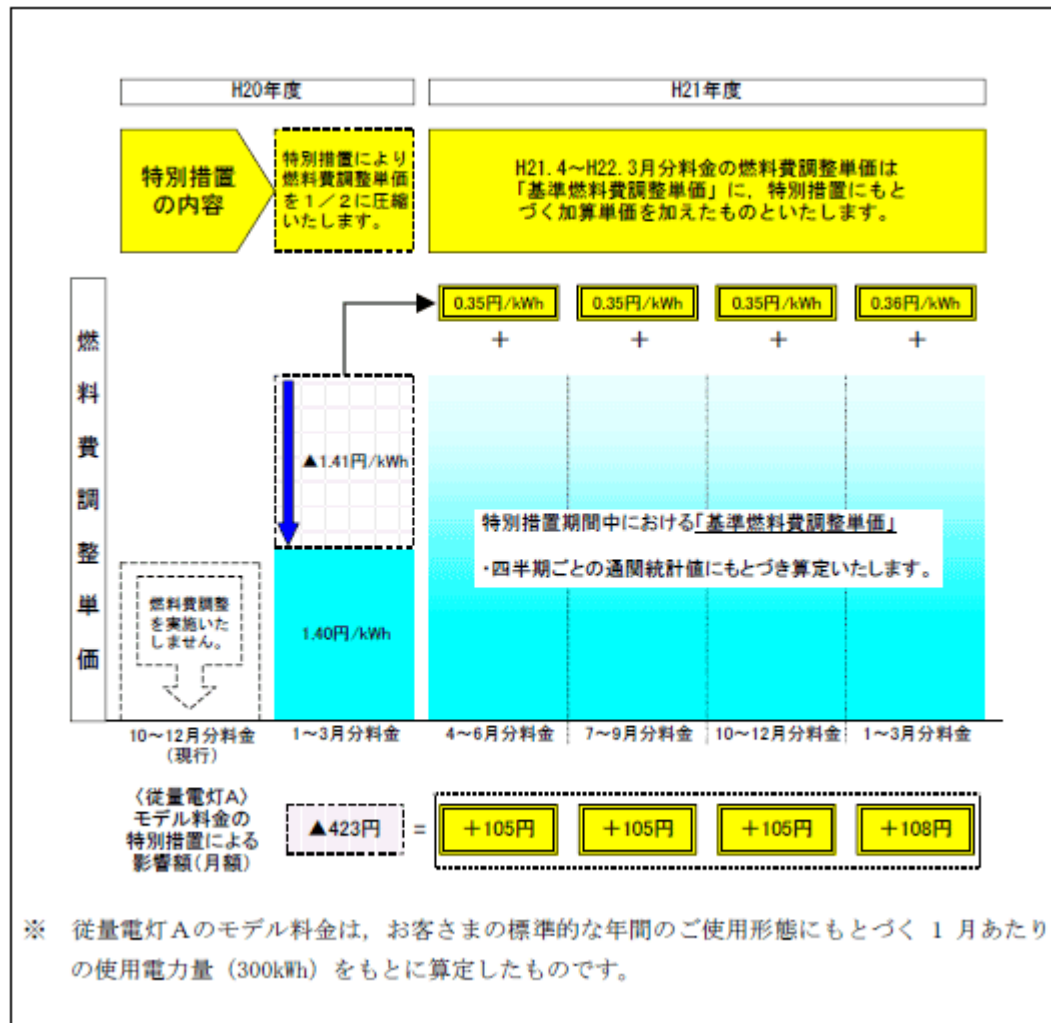 H20年度
H21年度
特別措置
の内容
特別措置により
燃料費調整単価
を1/2に圧縮
いたします。
H21.4～H22.3月分料金の燃料費調整単価は
「基準燃料費調整単価」に，特別措置にもと
づく加算単価を加えたものといたします。
燃料費調整単価
0.35円/kWh
0.35円/kWh
0.35円/kWh
0.36円/kWh
＋
＋
＋
＋
▲1.41円/kWh
特別措置期間中における「基準燃料費調整単価」
・四半期ごとの通関統計値にもとづき算定いたします。
燃料費調整
を実施いた
しません。
1.40円/kWh
10～12月分料金
(現行)
1～3月分料金
4～6月分料金
7～9月分料金
10～12月分料金
1～3月分料金
〈従量電灯A〉
モデル料金の
特別措置による
影響額(月額)
▲423円
＝
＋105円
＋105円
＋105円
＋108円
※ 従量電灯Aのモデル料金は，お客さまの標準的な年間のご使用形態にもとづく 1 月あたり
の使用電力量（300kWh）をもとに算定したものです。